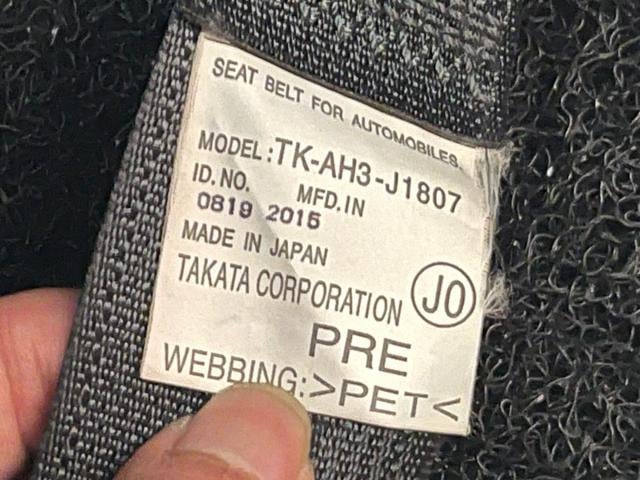 SEAT BELT FOR AUTOMOBILES.
MODEL:TK-AH3-J1807
ID.NO. MFD.IN
0819 2015
MADE IN JAPAN
TAKATA CORPORATION JO
PRE
WEBBING:>PET<